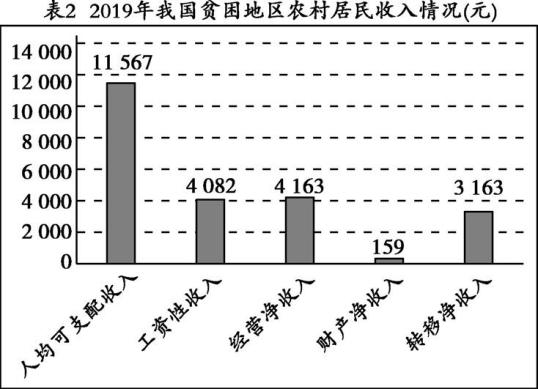 表2 2019年我国贫困地区农村居民收入情况(元)
14 000
11 567
12 000
10 000
8 000
6 000
4 082
4 163
3 163
4 000
2 000
159
0
人均可支配收入
工资性收入
经营净收入
财产净收入
转移净收入